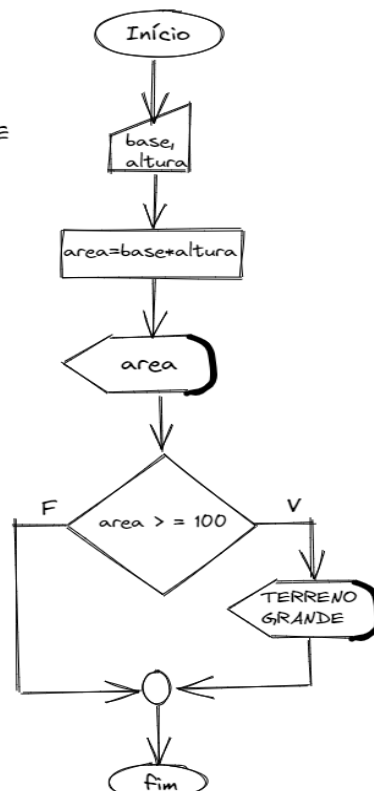 Início
base,
altura
area=base*altura
area
F
area > = 100
V
TERRENO
GRANDE
fim